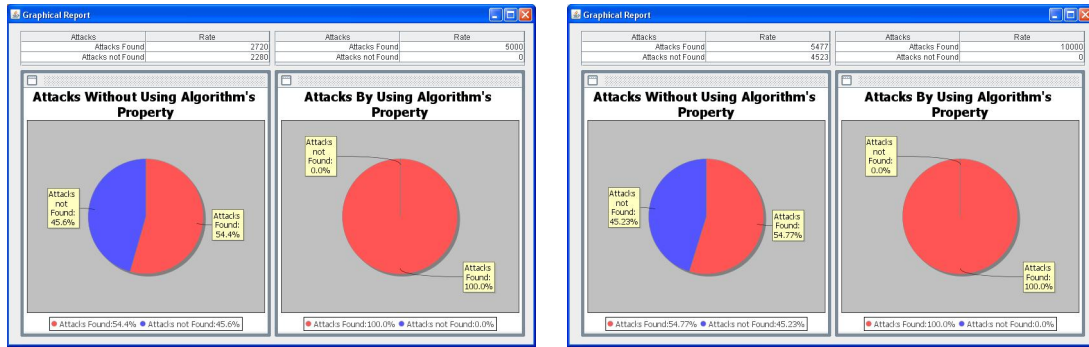 Graphical Report
Attacks Rate
Attacks Found 2720
Attacks not Found 2280
Attacks Rate
Attacks Found 5000
Attacks not Found 0
Attacks Without Using Algorithm's
Property
Attacks
not
Found:
45.6%
Attacks
Found:
54.4%
Attacks Found:54.4% Attacks not Found:45.6%
Attacks By Using Algorithm's
Property
Attacks
not
Found:
0.0%
Attacks
Found:
100.0%
Attacks Found:100.0% Attacks not Found:0.0%
Graphical Report
Attacks Rate
Attacks Found 5477
Attacks not Found 4523
Attacks Rate
Attacks Found 10000
Attacks not Found 0
Attacks Without Using Algorithm's
Property
Attacks
not
Found:
45.23%
Attacks
Found:
54.77%
Attacks Found:54.77% Attacks not Found:45.23%
Attacks By Using Algorithm's
Property
Attacks
not
Found:
0.0%
Attacks
Found:
100.0%
Attacks Found:100.0% Attacks not Found:0.0%